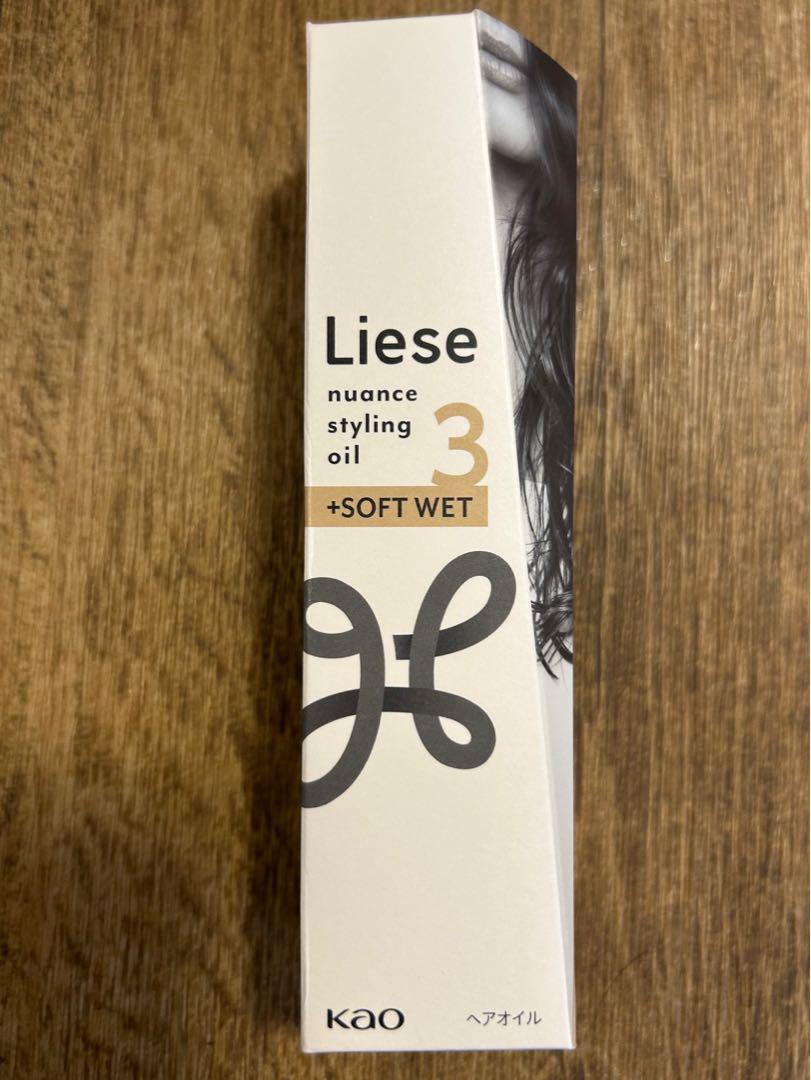 Liese
nuance
styling
oil
3
+SOFT WET
Kao
ヘアオイル